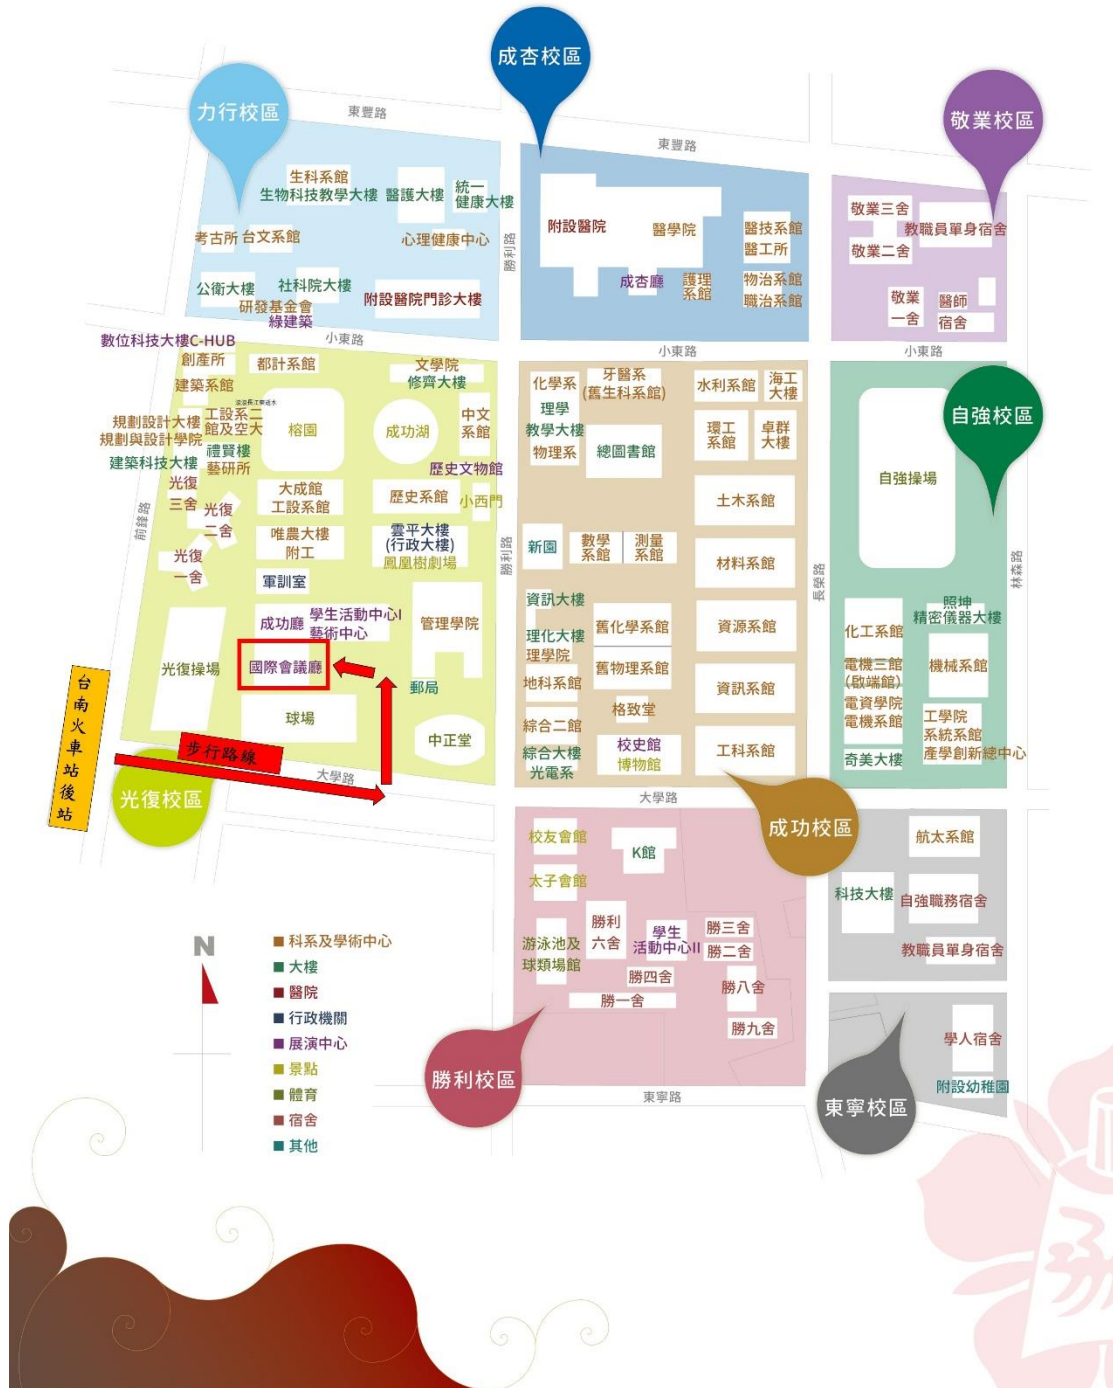 成杏校區
力行校區
敬業校區
東豐路
東豐路
生科系館
生物科技教學大樓
醫護大樓
統一
健康大樓
考古所
台文系館
心理健康中心
公衛大樓
社科院大樓
研發基金會
綠建築
附設醫院門診大樓
勝利路
附設醫院
醫學院
醫技系館
醫工所
成杏廳
護理
系館
物治系館
職治系館
敬業三舍
教職員單身宿舍
敬業二舍
敬業
一舍
醫師
宿舍
小東路
小東路
小東路
數位科技大樓C-HUB
創產所
都計系館
文學院
修齊大樓
建築系館
工設系二
館及空大
榕園
成功湖
中文
系館
規劃設計大樓
規劃與設計學院
禮賢樓
藝研所
建築科技大樓
歷史文物館
光復
三舍
光復
二舍
大成館
工設系館
歷史系館
小西門
前鋒路
唯農大樓
附工
雲平大樓
(行政大樓)
鳳凰樹劇場
光復
一舍
軍訓室
成功廳
學生活動中心I
藝術中心
管理學院
光復操場
國際會議廳
郵局
球場
中正堂
台南火車站後站
步行路線
大學路
光復校區
化學系
牙醫系
(舊生科系館)
水利系館
海工
大樓
理學
教學大樓
物理系
總圖書館
環工
系館
卓群
大樓
土木系館
勝利路
新園
數學
系館
測量
系館
材料系館
長榮路
資訊大樓
理化大樓
理學院
舊化學系館
資源系館
地科系館
舊物理系館
資訊系館
格致堂
綜合二館
綜合大樓
光電系
校史館
博物館
工科系館
大學路
成功校區
自強校區
自強操場
林森路
照坤
精密儀器大樓
化工系館
電機三館
(啟端館)
機械系館
電資學院
電機系館
工學院
系統系館
產學創新總中心
奇美大樓
校友會館
K館
太子會館
勝利
六舍
學生
活動中心II
勝三舍
勝二舍
游泳池及
球類場館
勝四舍
勝一舍
勝八舍
勝九舍
勝利校區
東寧路
航太系館
科技大樓
自強職務宿舍
教職員單身宿舍
學人宿舍
附設幼稚園
東寧校區
N
科系及學術中心
大樓
醫院
行政機關
展演中心
景點
體育
宿舍
其他